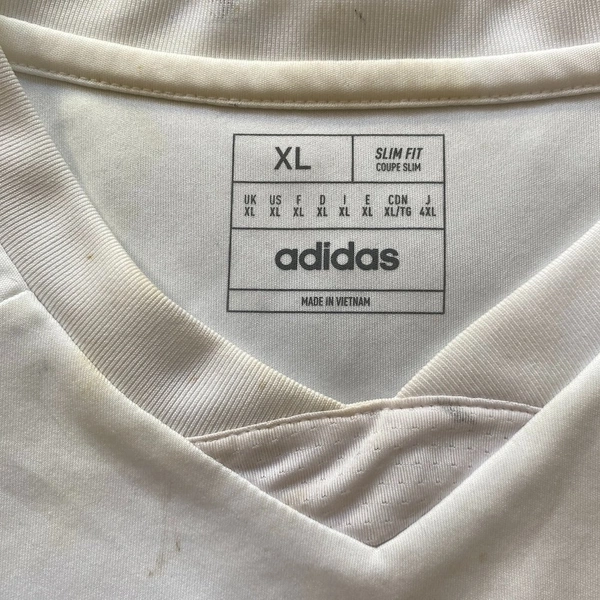 XL
SLIM FIT
COUPE SLIM
UK US F D I E CDN J
XL XL XL XL XL XL XL/TG 4XL
adidas
MADE IN VIETNAM